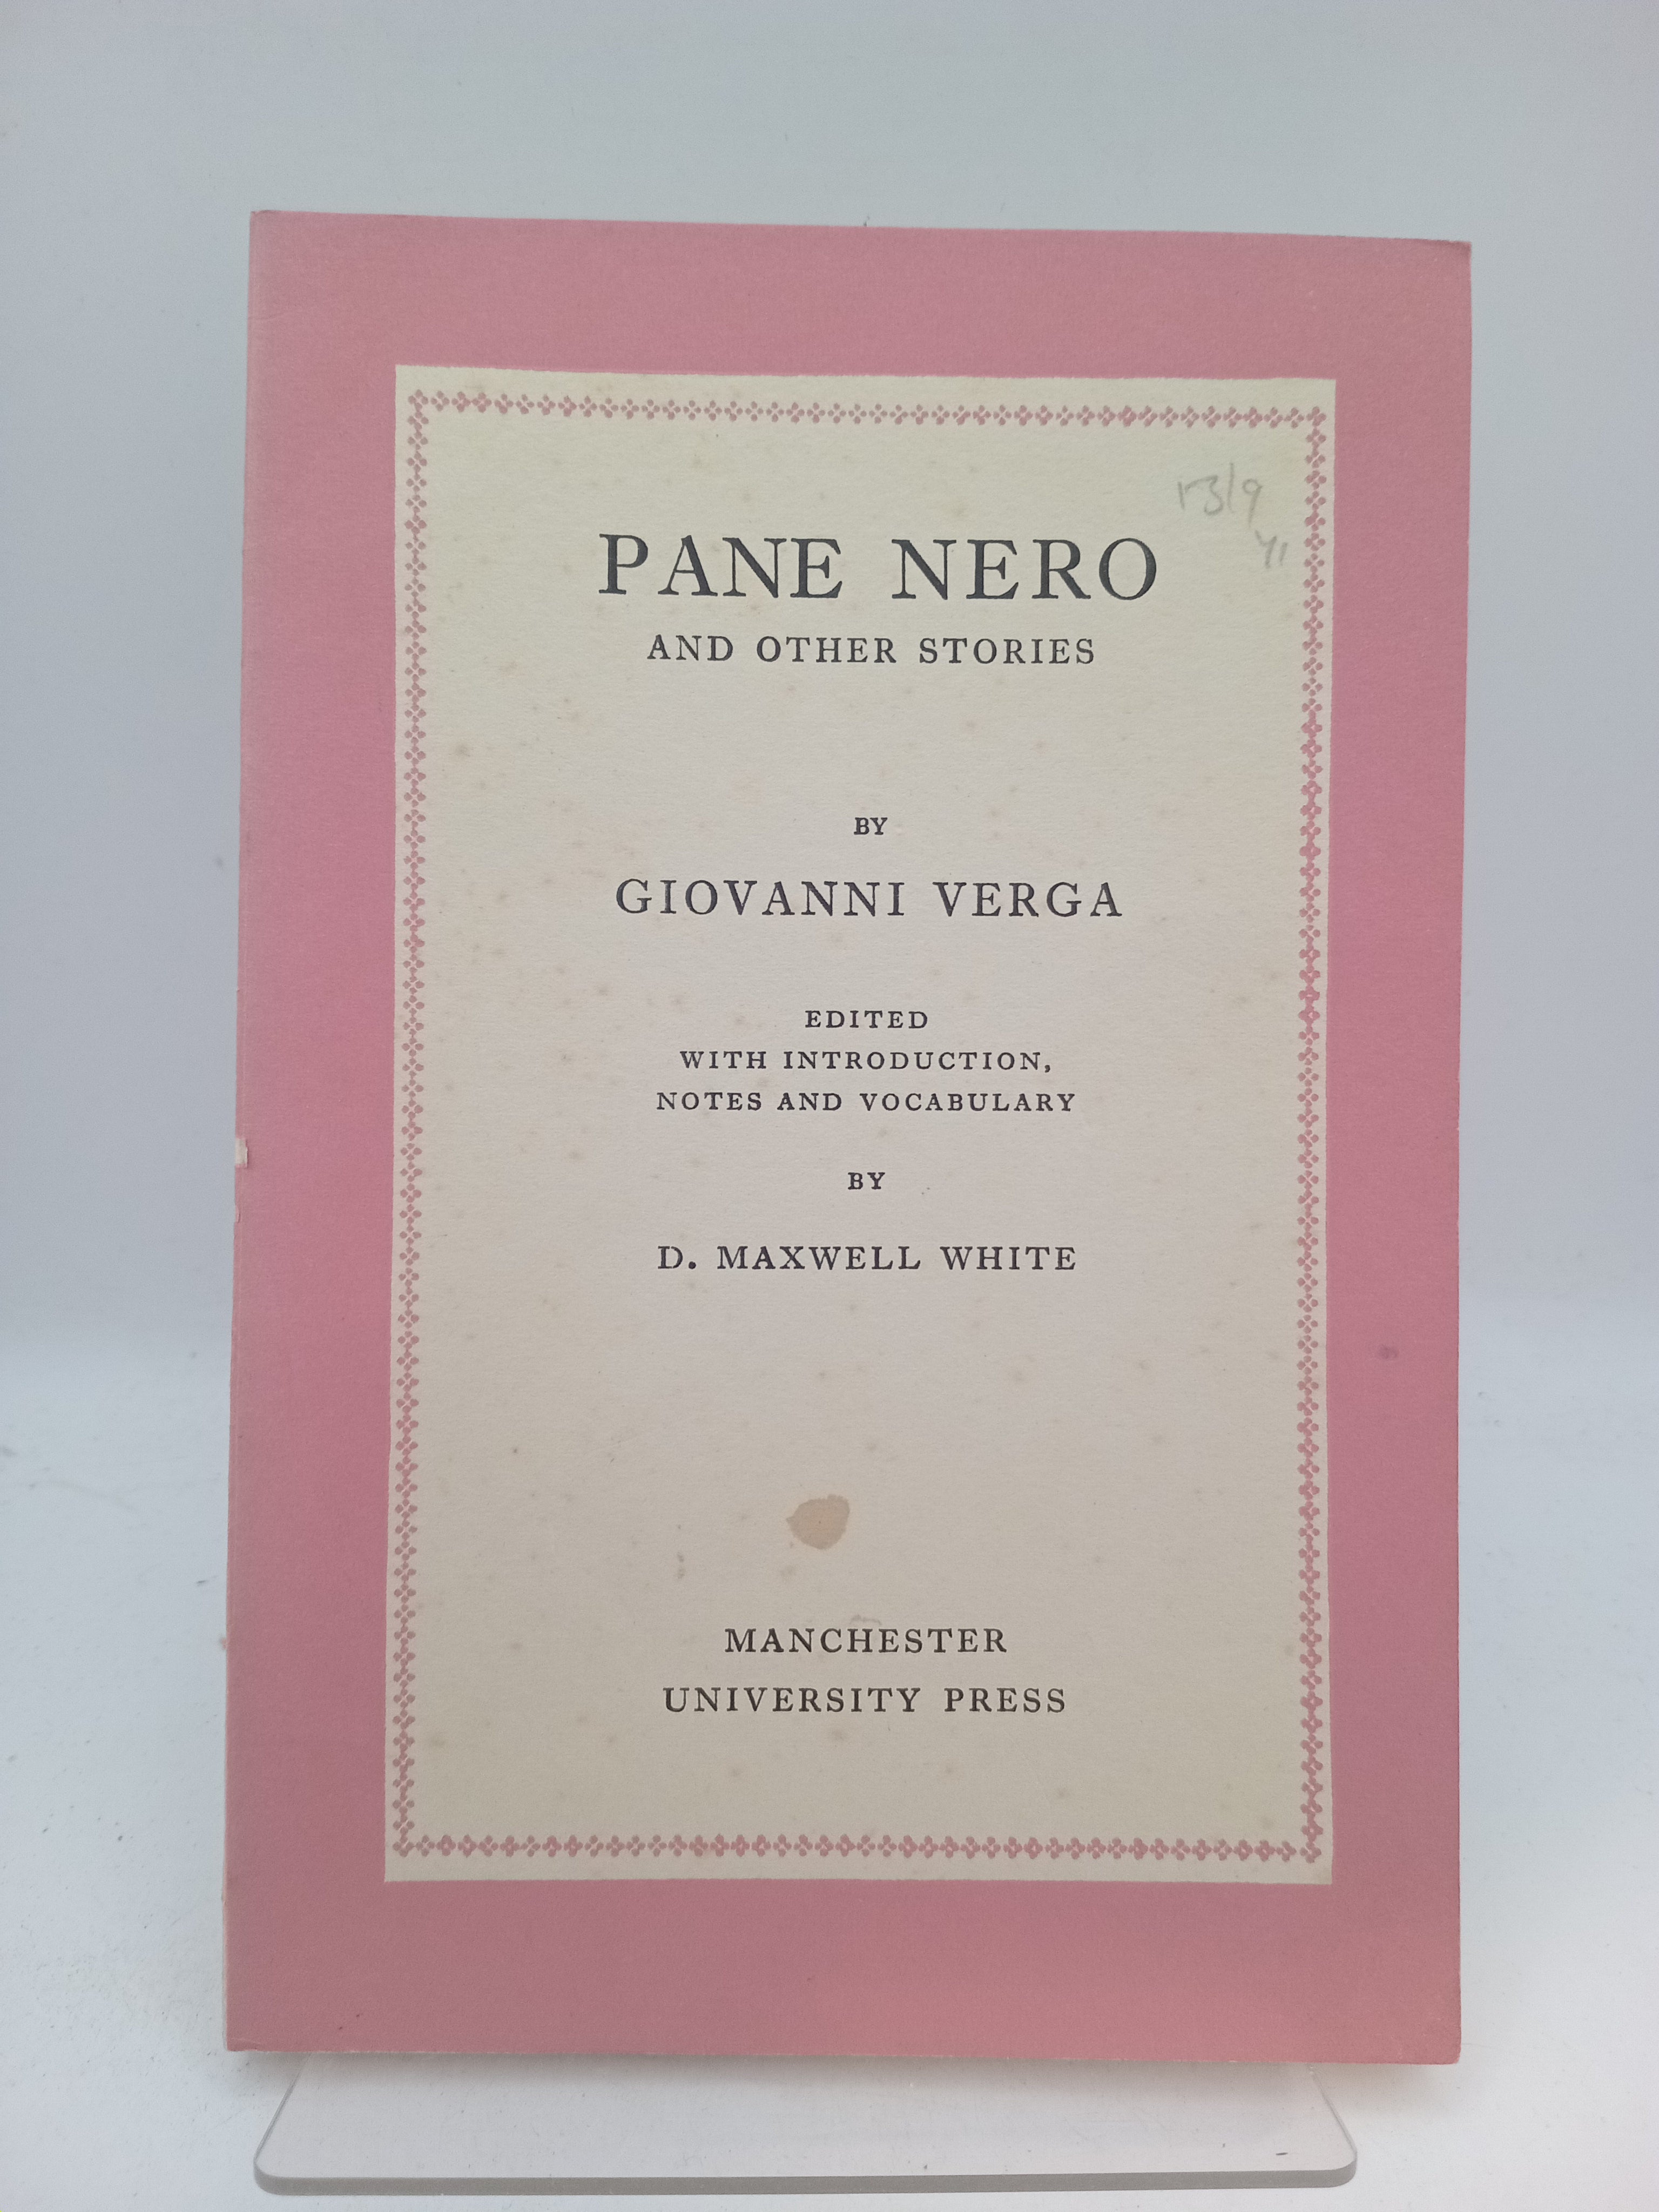 PANE NERO
AND OTHER STORIES
BY
GIOVANNI VERGA
EDITED
WITH INTRODUCTION,
NOTES AND VOCABULARY
BY
D. MAXWELL WHITE
MANCHESTER
UNIVERSITY PRESS